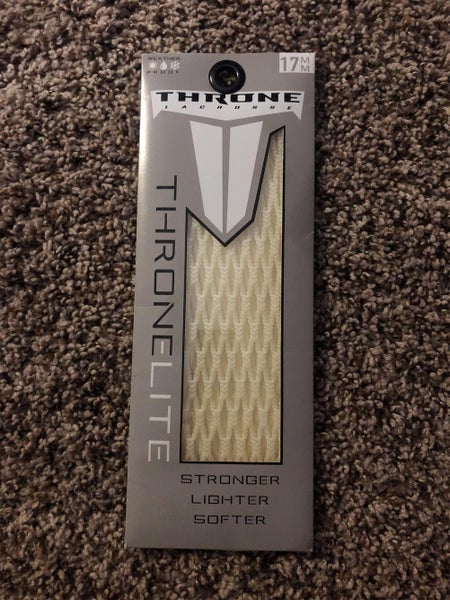 WEATHER
PROOF
17MM
THRONE
LACROSSE
THRONELITE
STRONGER
LIGHTER
SOFTER